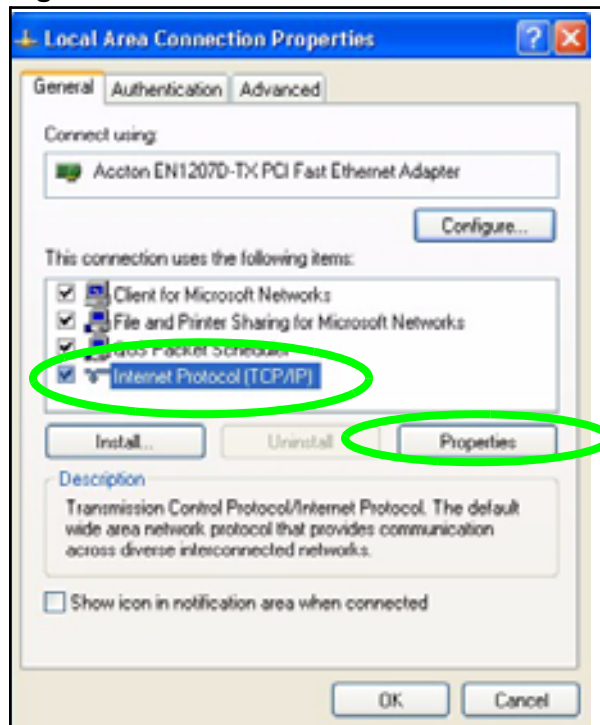 Local Area Connection Properties
General Authentication Advanced
Connect using:
Accton EN1207D-TX PCI Fast Ethernet Adapter
Configure...
This connection uses the following items:
Client for Microsoft Networks
File and Printer Sharing for Microsoft Networks
QoS Packet Scheduler
Internet Protocol (TCP/IP)
Install... Uninstall Properties
Description
Transmission Control Protocol/Internet Protocol. The default
wide area network protocol that provides communication
across diverse interconnected networks.
Show icon in notification area when connected
OK Cancel